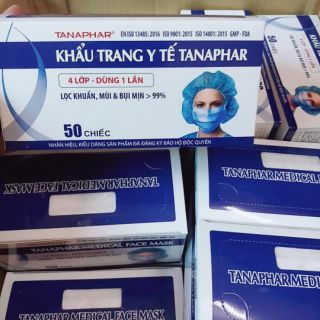 TANAPHAR
EN ISO 13485: 2016 ISO 9001: 2015 ISO 14001: 2015 GMP - FDA
KHẨU TRANG Y TẾ TANAPHAR
4 LỚP - DÙNG 1 LẦN
LỌC KHUẨN, MÙI & BỤI MỊN > 99%
50 CHIẾC
NHÃN HIỆU, KIỂU DÁNG SẢN PHẨM ĐÃ ĐĂNG KÝ BẢO HỘ ĐỘC QUYỀN
TANAPHAR MEDICAL FACE MASK
TANAPHAR MEDICAL FACE MASK
TANAPHAR MEDICAL FACE
TANAPHAR MEDICAL FACE MASK
TANAPHAR MEDICAL F